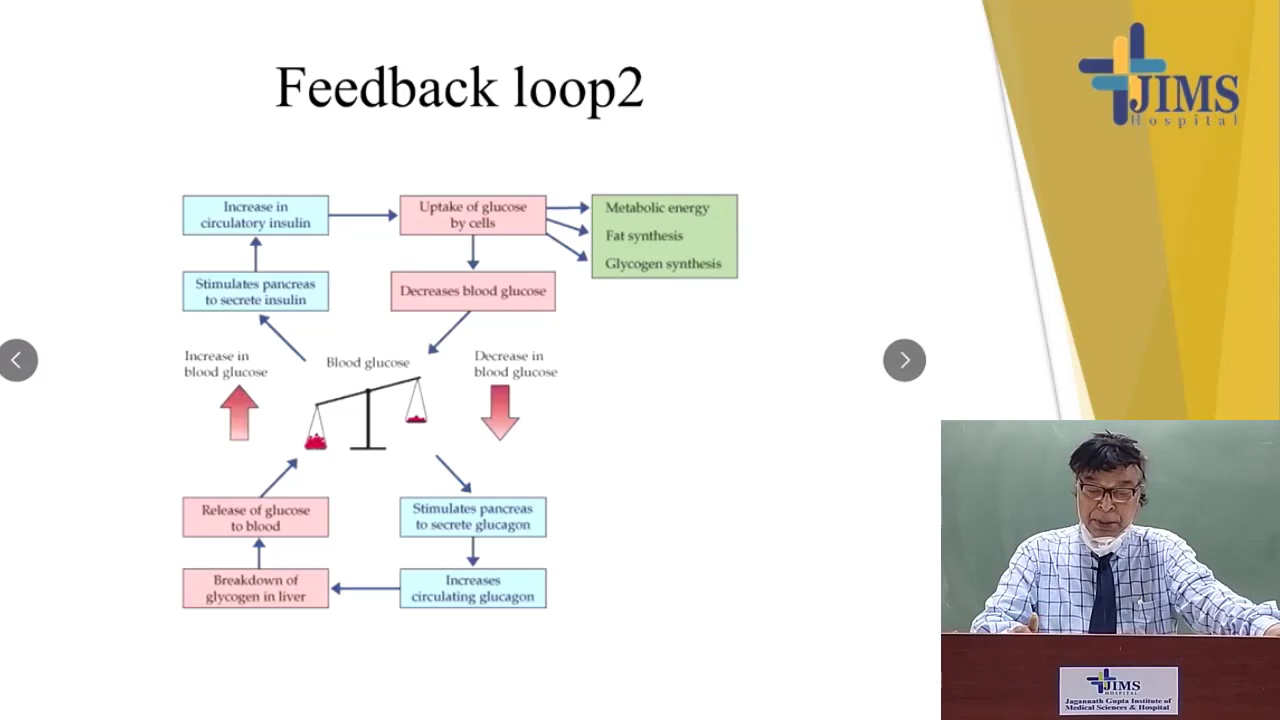 Feedback loop2
JIMS
Hospital
Increase in
circulatory insulin
Uptake of glucose
by cells
Metabolic energy
Fat synthesis
Glycogen synthesis
Stimulates pancreas
to secrete insulin
Decreases blood glucose
Increase in
blood glucose
Blood glucose
Decrease in
blood glucose
Release of glucose
to blood
Stimulates pancreas
to secrete glucagon
Breakdown of
glycogen in liver
Increases
circulating glucagon
JIMS
HOSPITAL
Jagannath Gupta Institute of
Medical Sciences & Hospital